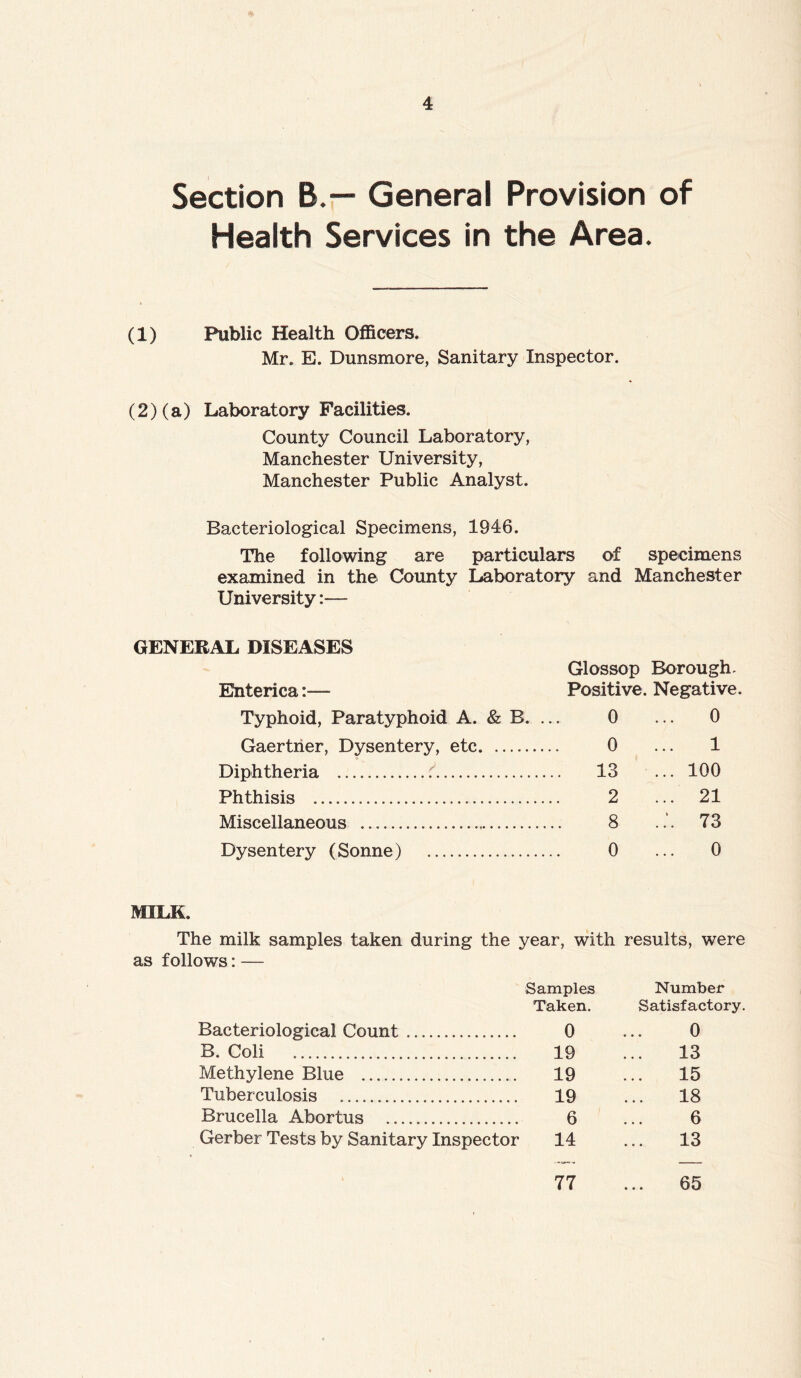 4
Section B.— General Provision of
Health Services in the Area.
(1) Public Health Officers.
Mr. E. Dunsmore, Sanitary Inspector.
(2)(a) Laboratory Facilities.
County Council Laboratory,
Manchester University,
Manchester Public Analyst.
Bacteriological Specimens, 1946.
The following are particulars of specimens
examined in the County Laboratory and Manchester
University:—
GENERAL DISEASES
Glossop Borough.
Enterica:— Positive. Negative.
Typhoid, Paratyphoid A. & B. ... 0 ... 0
Gaertner, Dysentery, etc. .......... 0 ... 1
Diphtheria .............................. 13 ... 100
Phthisis ................................. 2 ... 21
Miscellaneous ........................... 8 ... 73
Dysentery (Sonne) .................... 0 ... 0
MILK.
The milk samples taken during the year, with results, were
as follows: —
Samples Number
Taken. Satisfactory.
Bacteriological Count ............... 0 ... 0
B. Coli .............................. 19 ... 13
Methylene Blue ..................... 19 ... 15
Tuberculosis ........................ 19 ... 18
Brucella Abortus ................... 6 ... 6
Gerber Tests by Sanitary Inspector 14 ... 13
77 ... 65